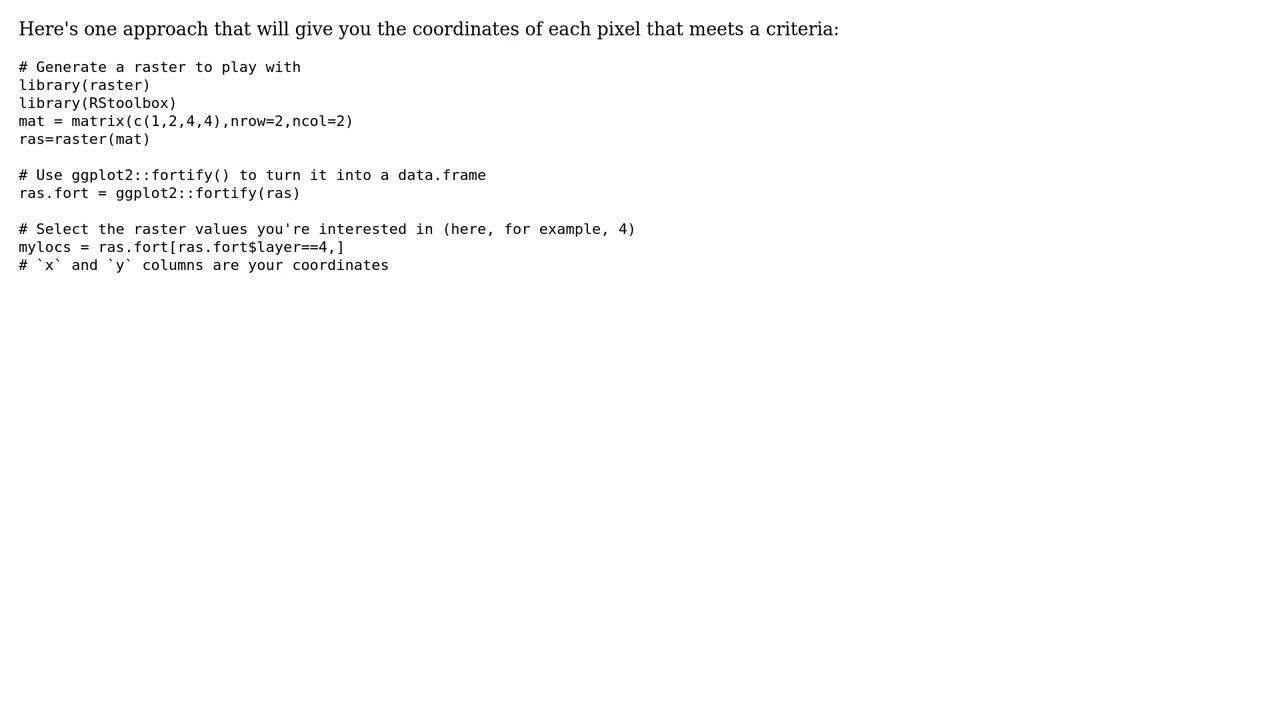 Here's one approach that will give you the coordinates of each pixel that meets a criteria:
# Generate a raster to play with
library(raster)
library(RStoolbox)
mat = matrix(c(1,2,4,4),nrow=2,ncol=2)
ras=raster(mat)

# Use ggplot2::fortify() to turn it into a data.frame
ras.fort = ggplot2::fortify(ras)

# Select the raster values you're interested in (here, for example, 4)
mylocs = ras.fort[ras.fort$layer==4,]
# `x` and `y` columns are your coordinates